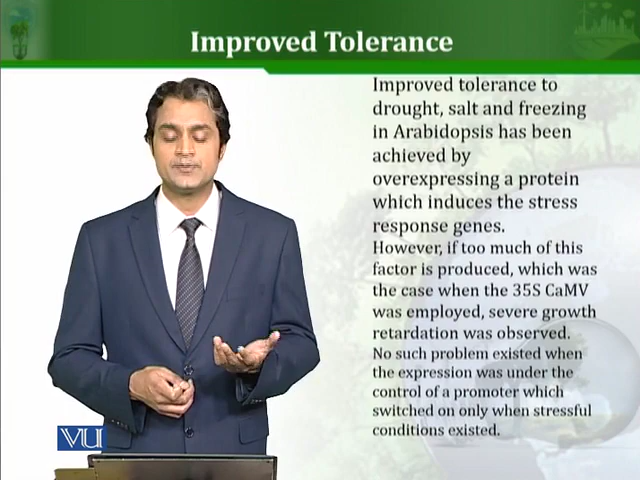 Improved Tolerance
Improved tolerance to
drought, salt and freezing
in Arabidopsis has been
achieved by
overexpressing a protein
which induces the stress
response genes.
However, if too much of this
factor is produced, which was
the case when the 35S CaMV
was employed, severe growth
retardation was observed.
No such problem existed when
the expression was under the
control of a promoter which
switched on only when stressful
conditions existed.
VU